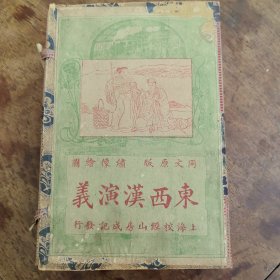 同文原版　繡像繪圖
東西漢演義
上海校經山房成記發行